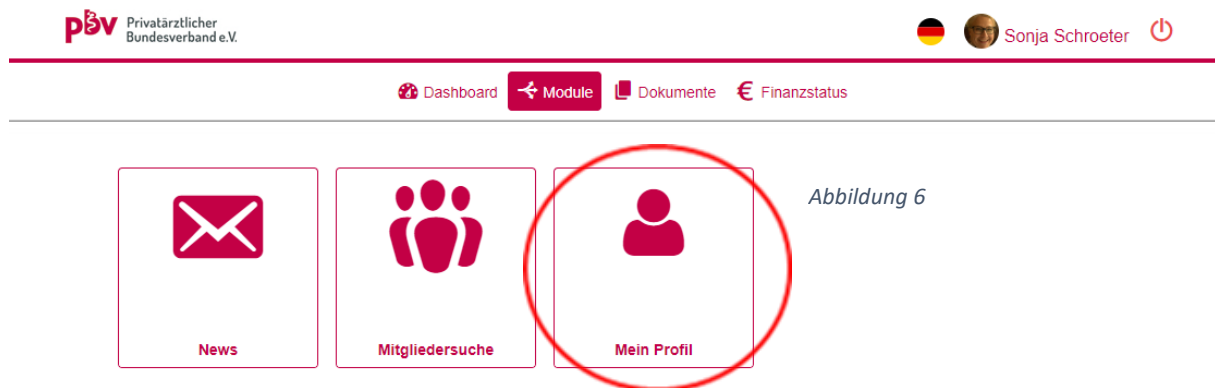 pBV Privatärztlicher
Bundesverband e.V.
Sonja Schroeter
Dashboard Module Dokumente € Finanzstatus
Abbildung 6
News Mitgliedersuche Mein Profil